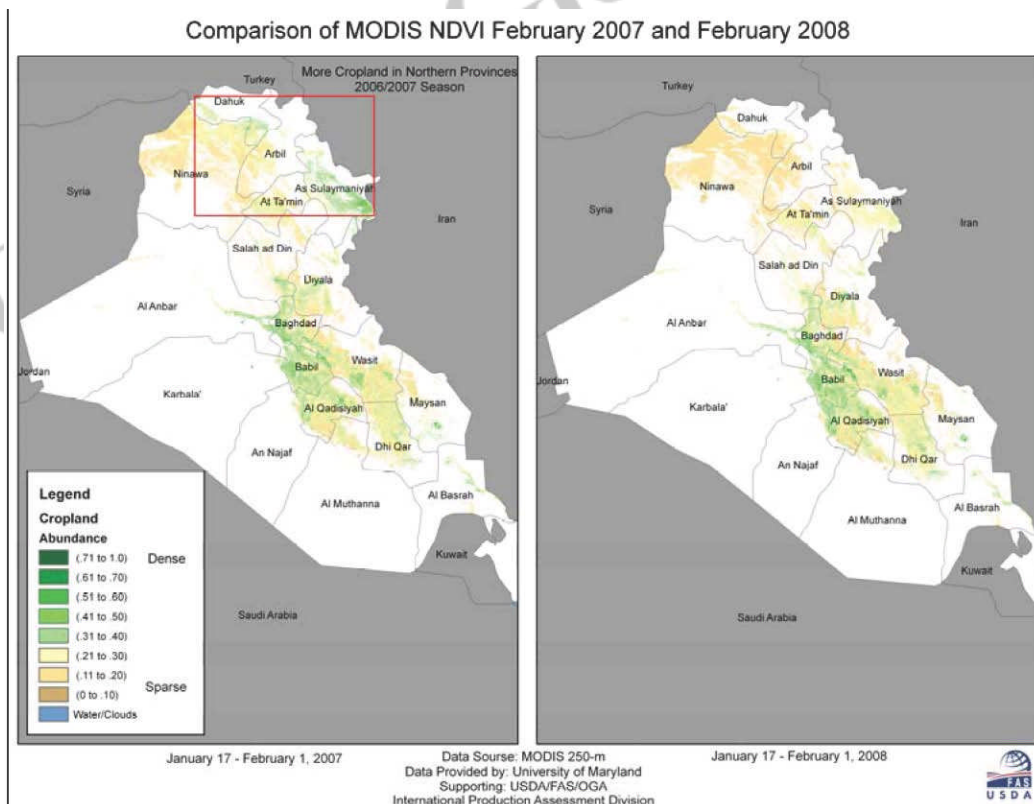 Comparison of MODIS NDVI February 2007 and February 2008
More Cropland in Northern Provinces
2006/2007 Season
Turkey
Dahuk
Arbil
Ninawa
As Sulaymaniyah
At Ta'min
Syria
Iran
Salah ad Din
Diyala
Al Anbar
Baghdad
Wasit
Babil
Jordan
Karbala'
Maysan
Al Qadisiyah
An Najaf
Dhi Qar
Al Basrah
Al Muthanna
Kuwait
Saudi Arabia
Legend
Cropland
Abundance
(.71 to 1.0) Dense
(.61 to .70)
(.51 to .60)
(.41 to .50)
(.31 to .40)
(.21 to .30)
(.11 to .20)
(0 to .10) Sparse
Water/Clouds
Turkey
Dahuk
Arbil
Ninawa
As Sulaymaniyah
At Ta'min
Syria
Iran
Salah ad Din
Diyala
Al Anbar
Baghdad
Wasit
Babil
Jordan
Karbala'
Maysan
Al Qadisiyah
An Najaf
Dhi Qar
Al Basrah
Al Muthanna
Kuwait
Saudi Arabia
January 17 - February 1, 2007
Data Sourse: MODIS 250-m
January 17 - February 1, 2008
Data Provided by: University of Maryland
Supporting: USDA/FAS/OGA
International Production Assessment Division
FAS
USDA